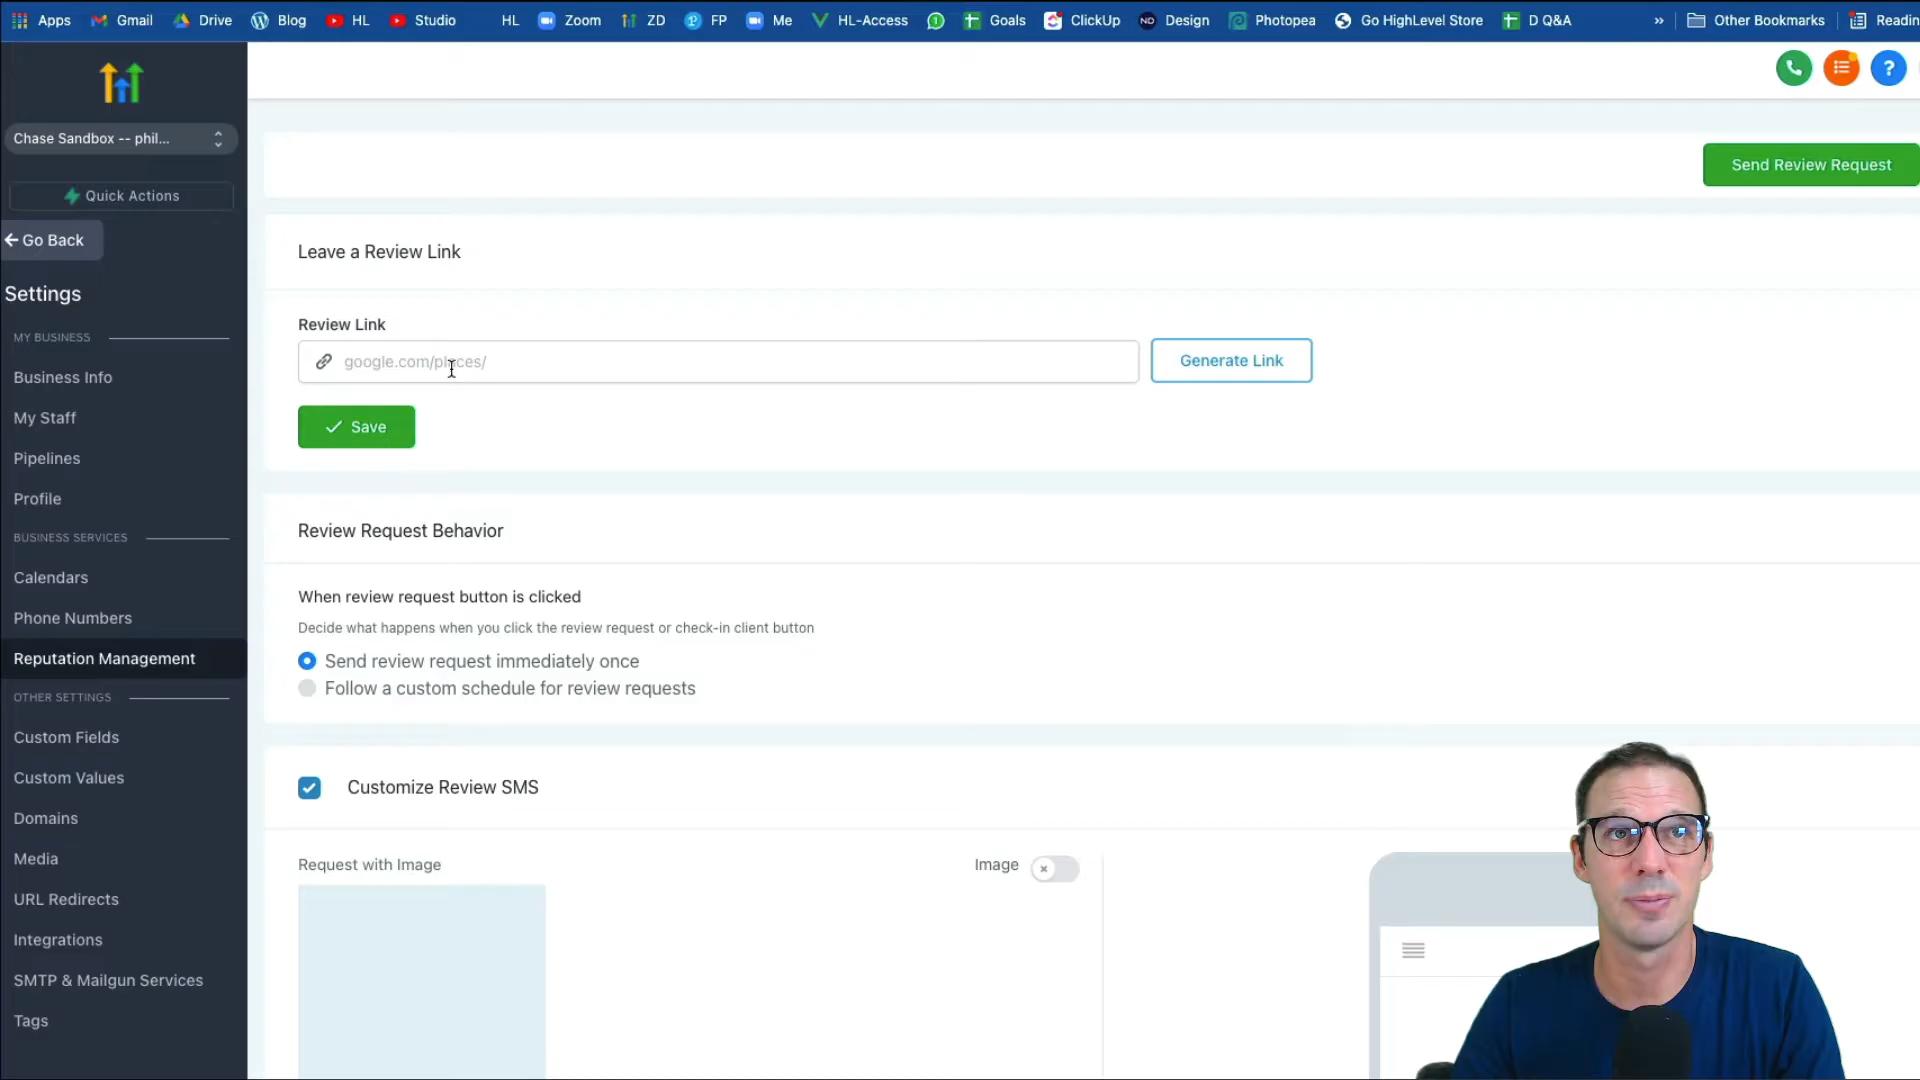 Apps Gmail Drive Blog HL Studio HL Zoom ZD FP Me HL-Access 1 Goals ClickUp ND Design Photopea Go HighLevel Store D Q&A » Other Bookmarks Readin
?
Chase Sandbox -- phil...
Quick Actions
Go Back
Settings
MY BUSINESS
Business Info
My Staff
Pipelines
Profile
BUSINESS SERVICES
Calendars
Phone Numbers
Reputation Management
OTHER SETTINGS
Custom Fields
Custom Values
Domains
Media
URL Redirects
Integrations
SMTP & Mailgun Services
Tags
Send Review Request
Leave a Review Link
Review Link
google.com/places/
Generate Link
Save
Review Request Behavior
When review request button is clicked
Decide what happens when you click the review request or check-in client button
Send review request immediately once
Follow a custom schedule for review requests
Customize Review SMS
Request with Image
Image